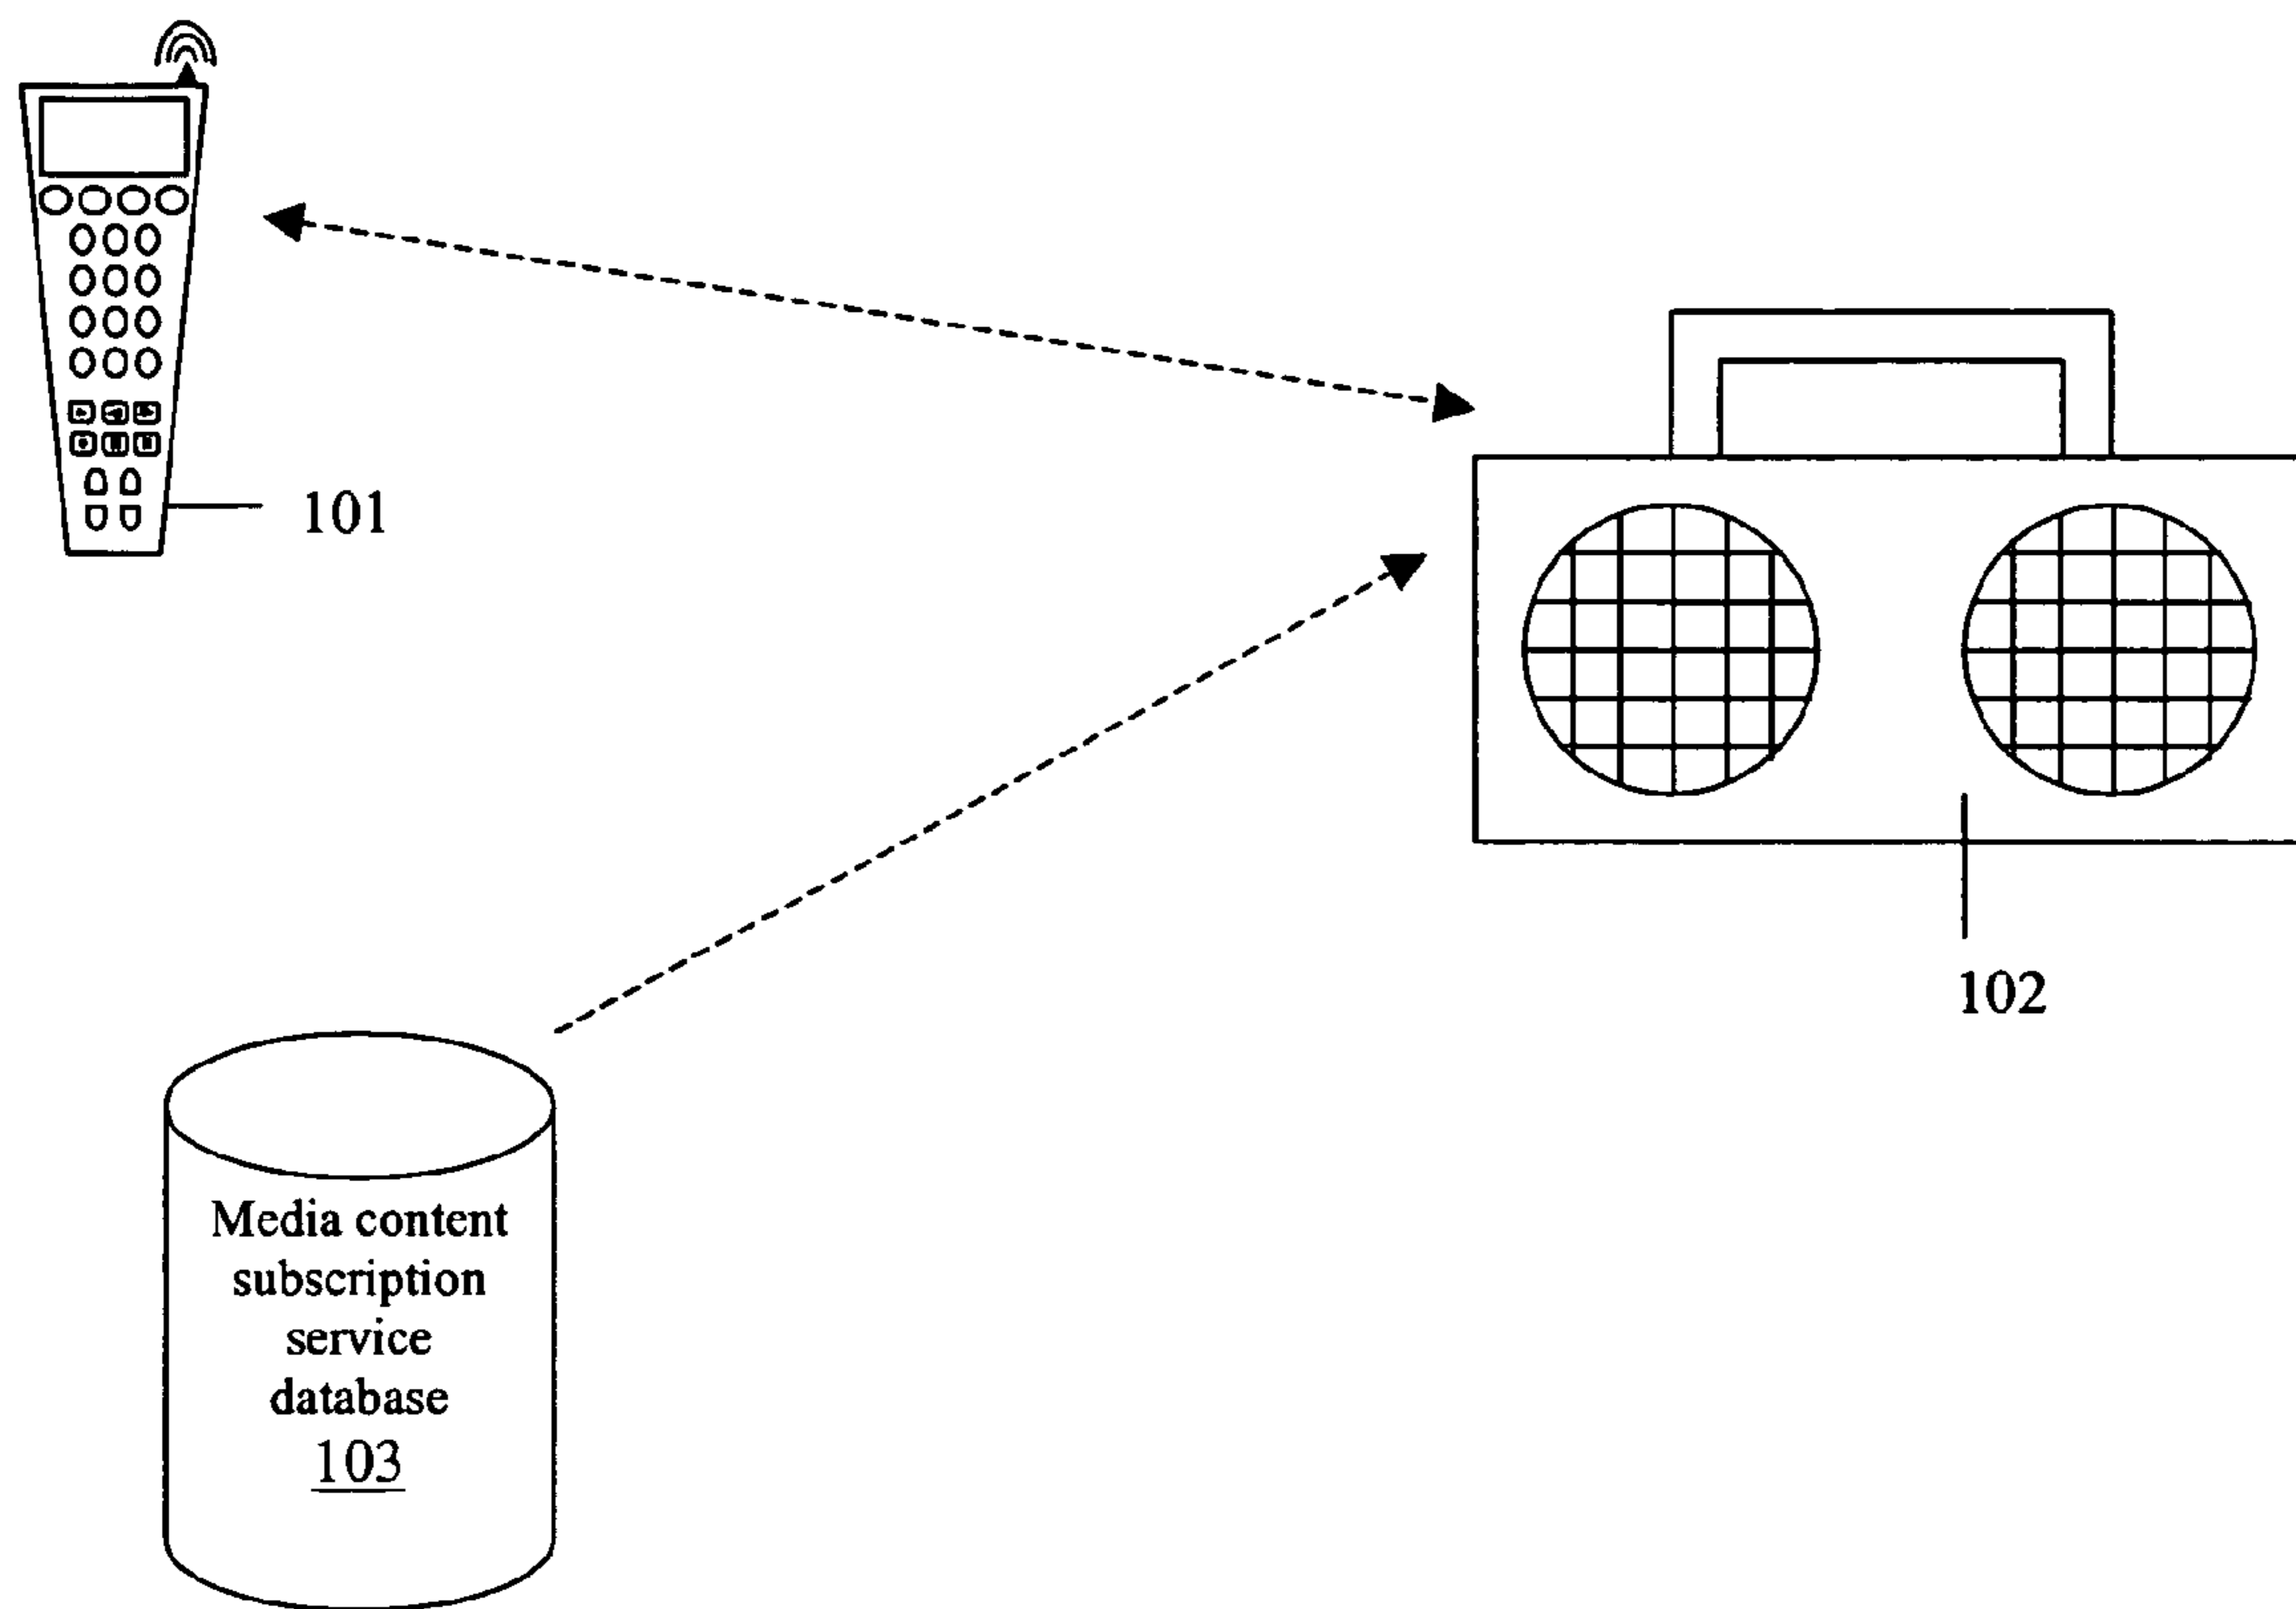 101
102
Media content
subscription
service
database
103